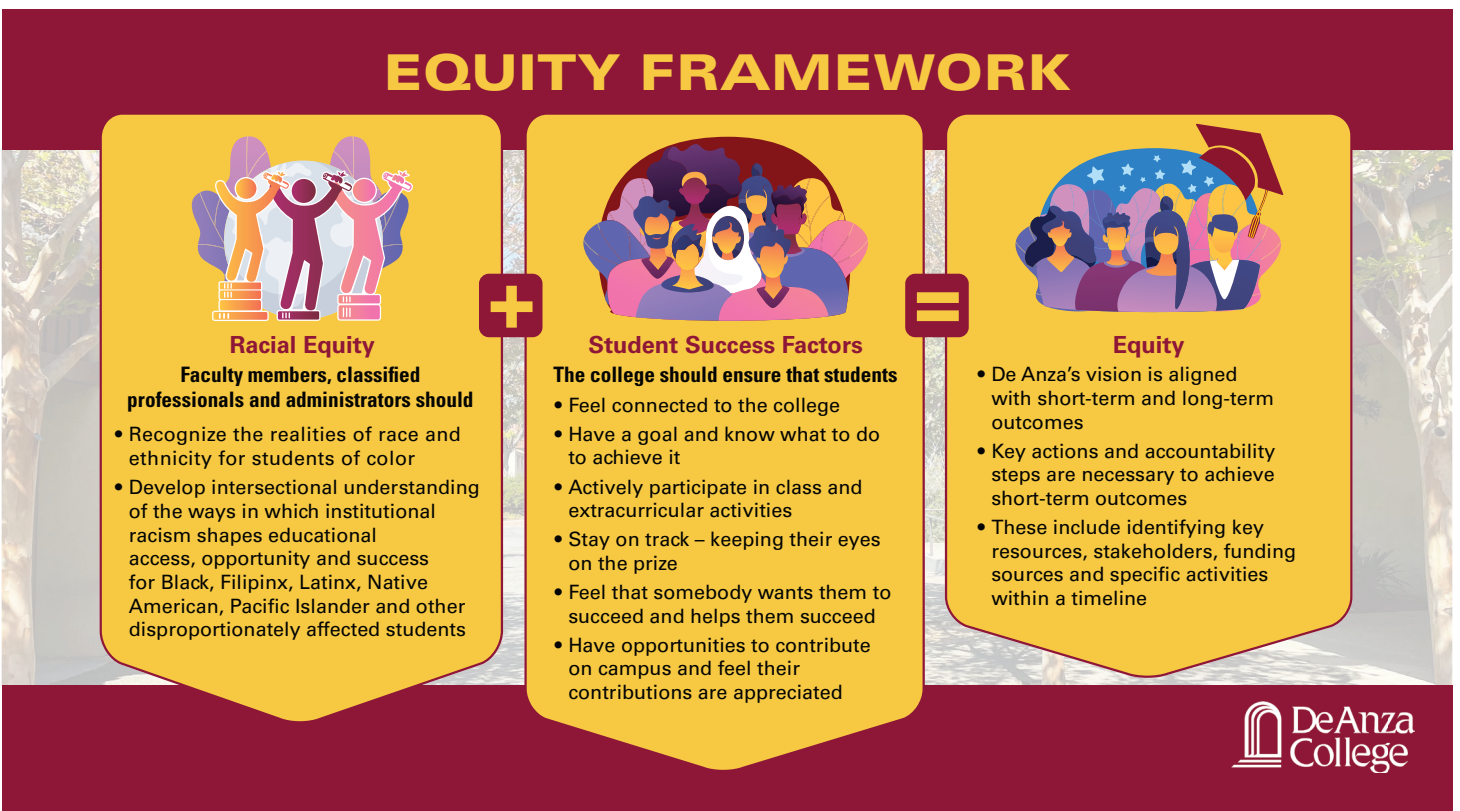 EQUITY FRAMEWORK
Racial Equity
Faculty members, classified
professionals and administrators should
• Recognize the realities of race and
ethnicity for students of color
• Develop intersectional understanding
of the ways in which institutional
racism shapes educational
access, opportunity and success
for Black, Filipinx, Latinx, Native
American, Pacific Islander and other
disproportionately affected students
+
Student Success Factors
The college should ensure that students
• Feel connected to the college
• Have a goal and know what to do
to achieve it
• Actively participate in class and
extracurricular activities
• Stay on track – keeping their eyes
on the prize
• Feel that somebody wants them to
succeed and helps them succeed
• Have opportunities to contribute
on campus and feel their
contributions are appreciated
=
Equity
• De Anza’s vision is aligned
with short-term and long-term
outcomes
• Key actions and accountability
steps are necessary to achieve
short-term outcomes
• These include identifying key
resources, stakeholders, funding
sources and specific activities
within a timeline
DeAnza
College